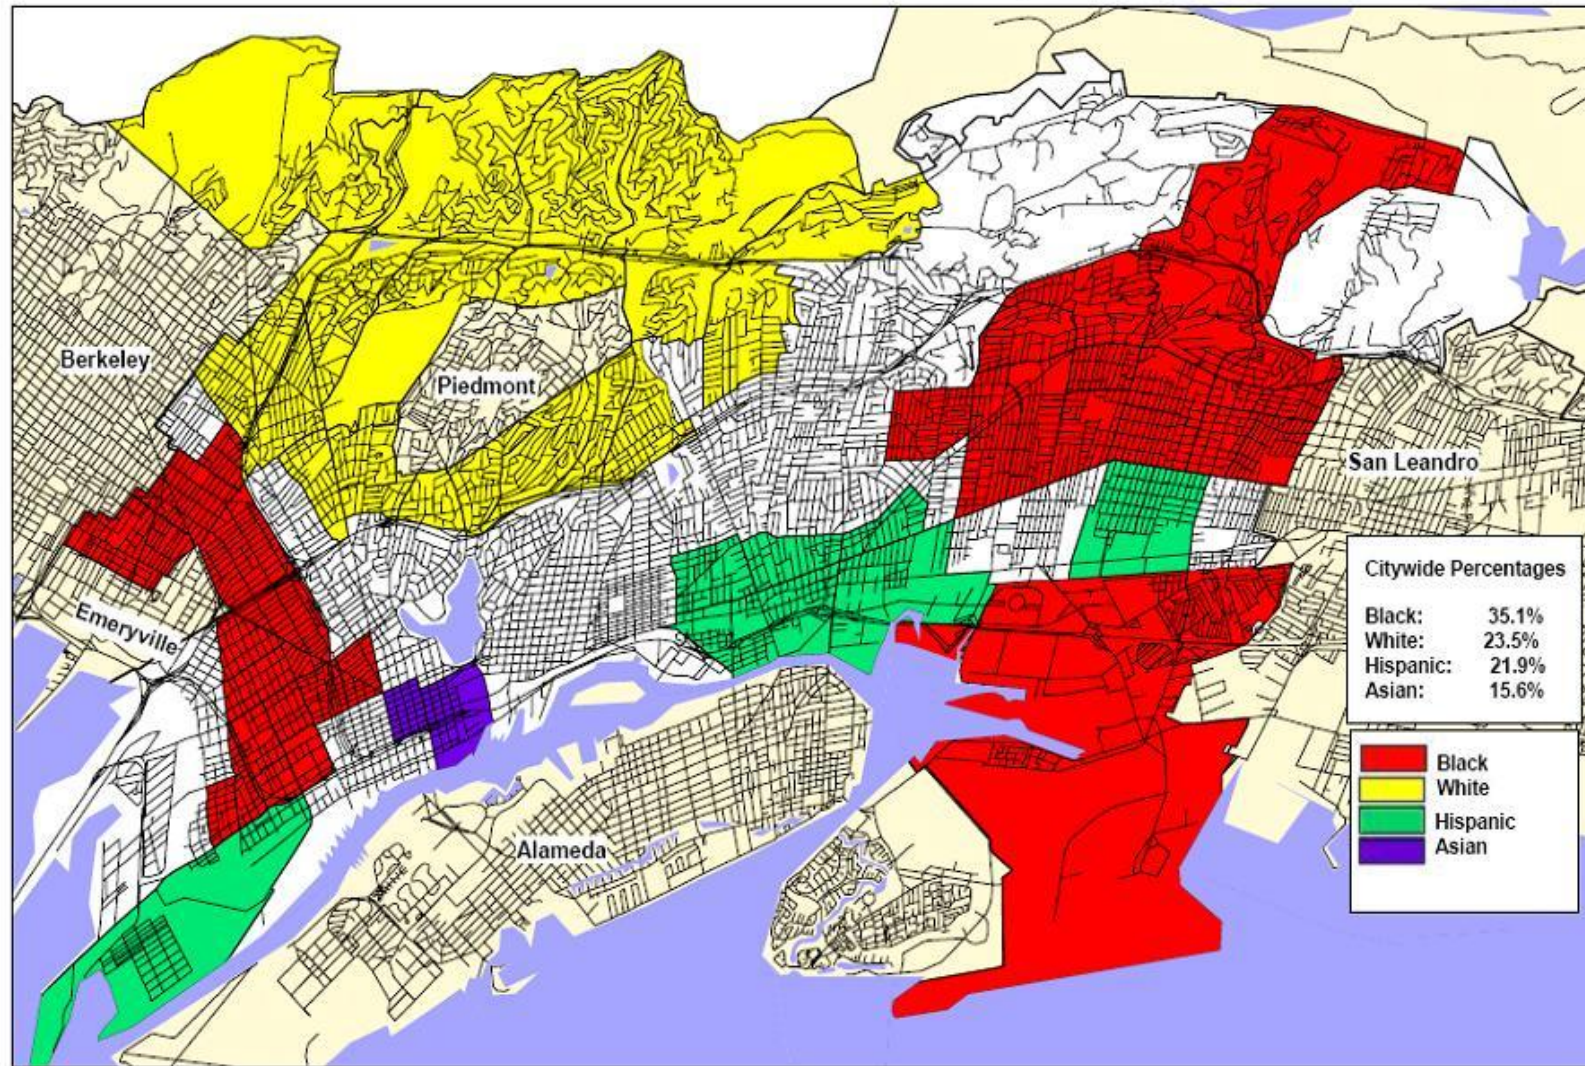 Berkeley
Piedmont
San Leandro
Emeryville
Alameda
Citywide Percentages
Black: 35.1%
White: 23.5%
Hispanic: 21.9%
Asian: 15.6%
Black
White
Hispanic
Asian